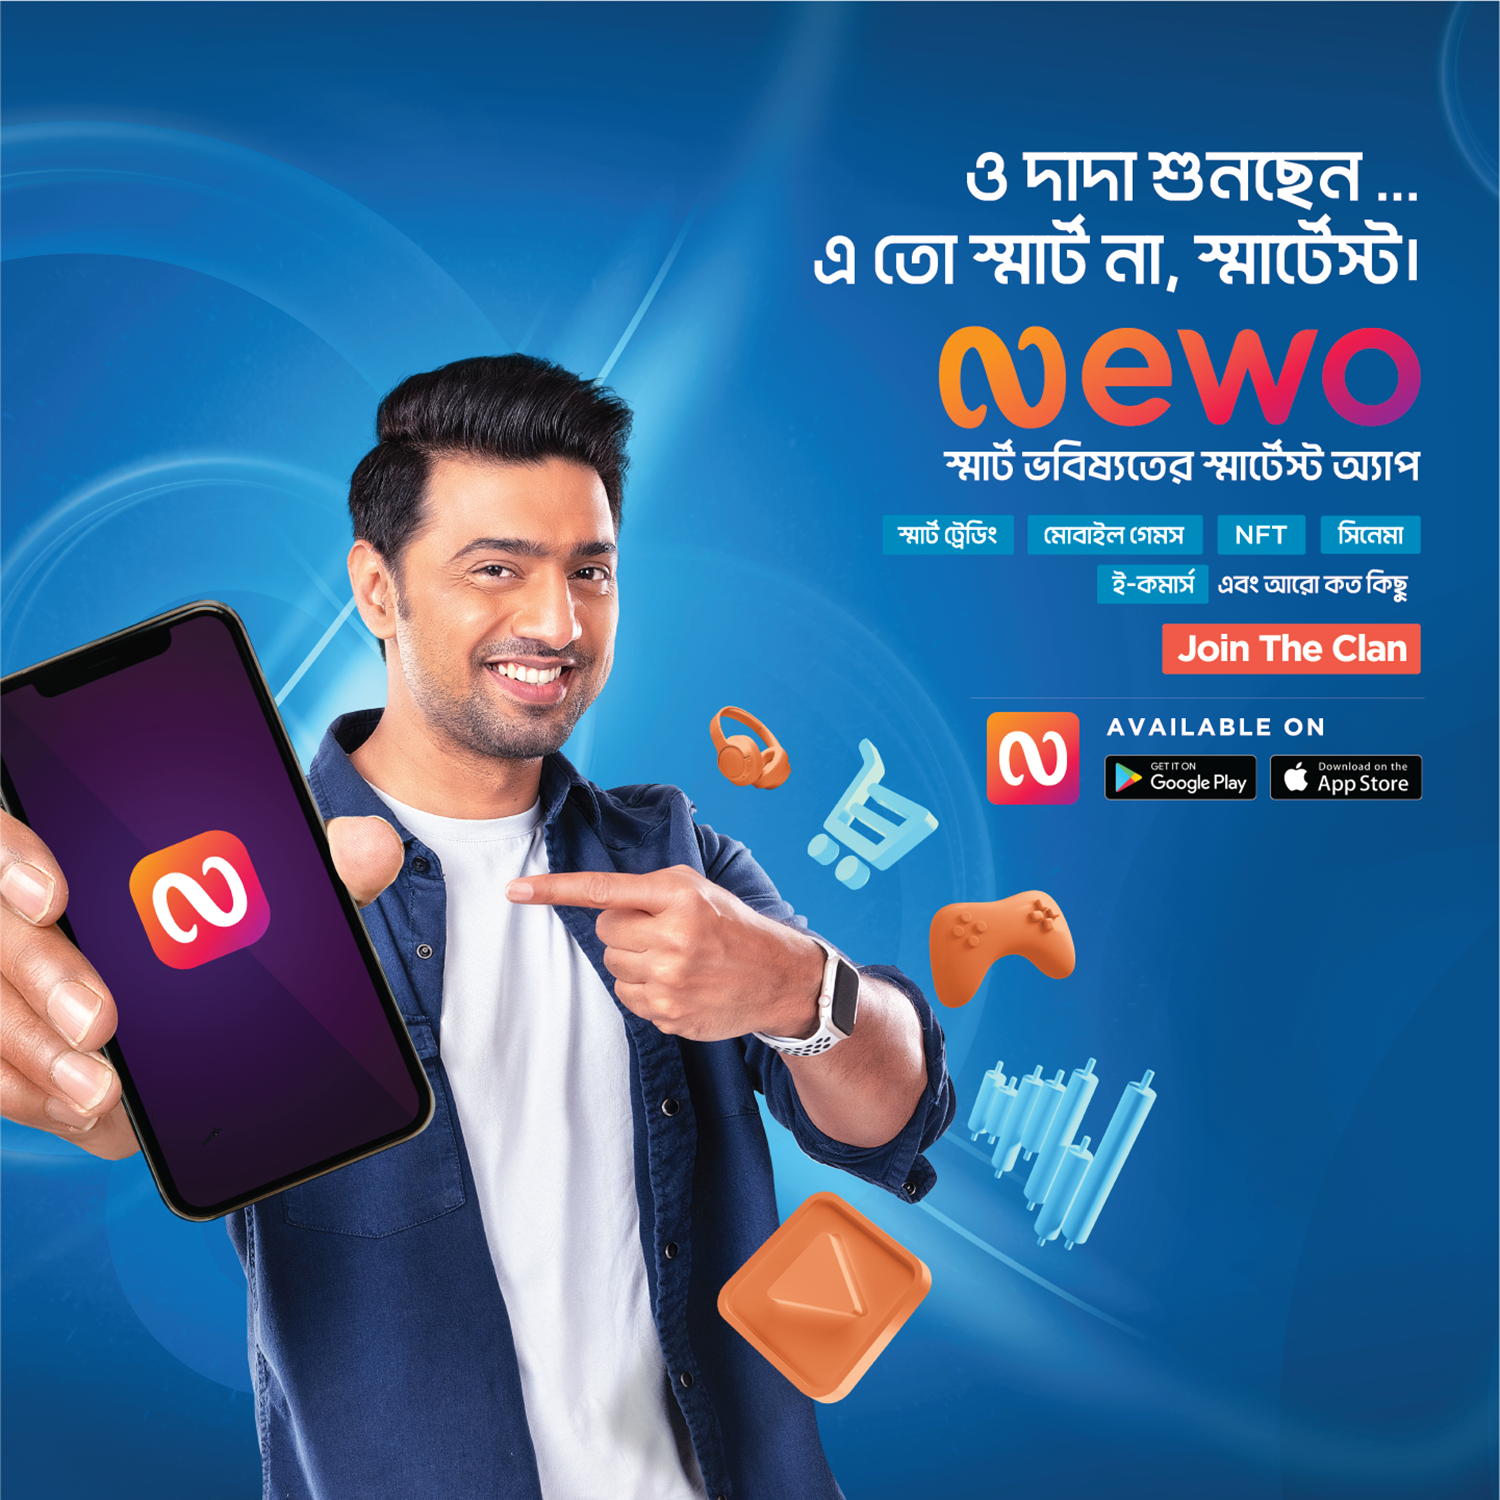 ও দাদা শুনছেন ...
এ তো স্মার্ট না, স্মার্টেস্ট।
newo
স্মার্ট ভবিষ্যতের স্মার্টেস্ট অ্যাপ
স্মার্ট ট্রেডিং মোবাইল গেমস NFT সিনেমা
ই-কমার্স এবং আরো কত কিছু
Join The Clan
AVAILABLE ON
GET IT ON
Google Play
Download on the
App Store